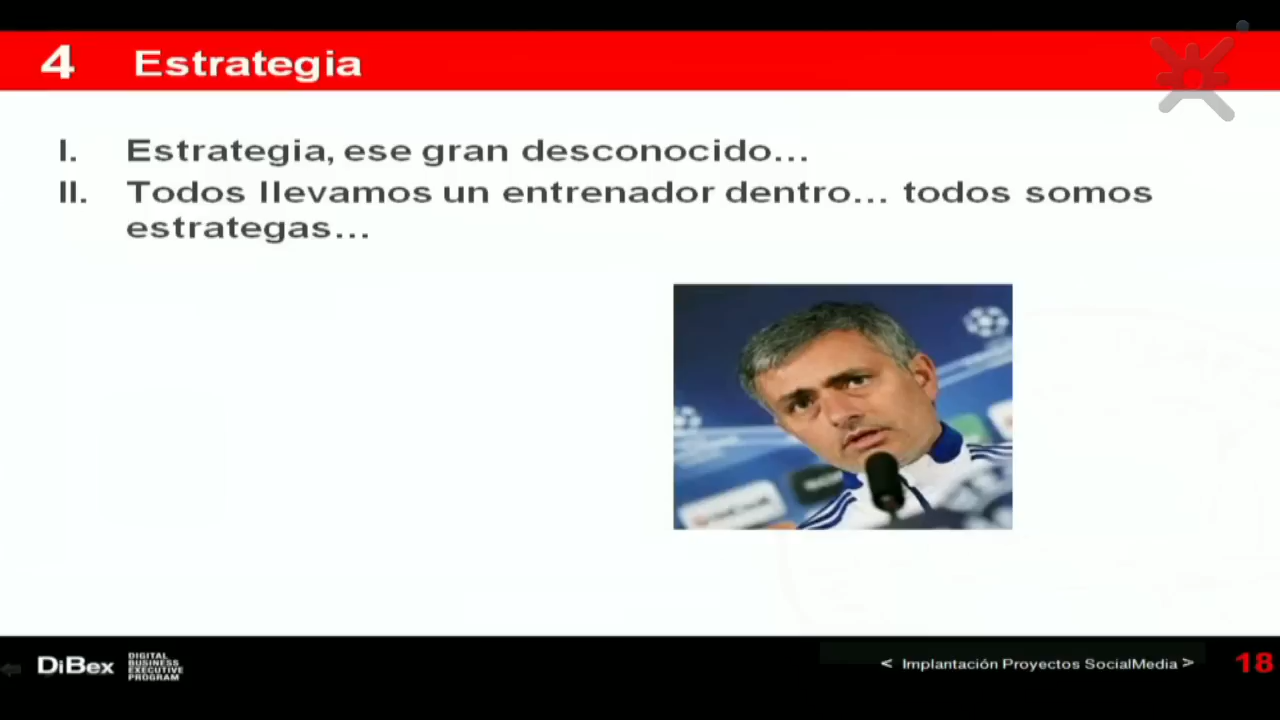 4 Estrategia
I. Estrategia, ese gran desconocido...
II. Todos llevamos un entrenador dentro... todos somos
estrategas...
DiBex
DIGITAL
BUSINESS
EXECUTIVE
PROGRAM
< Implantación Proyectos SocialMedia >
18